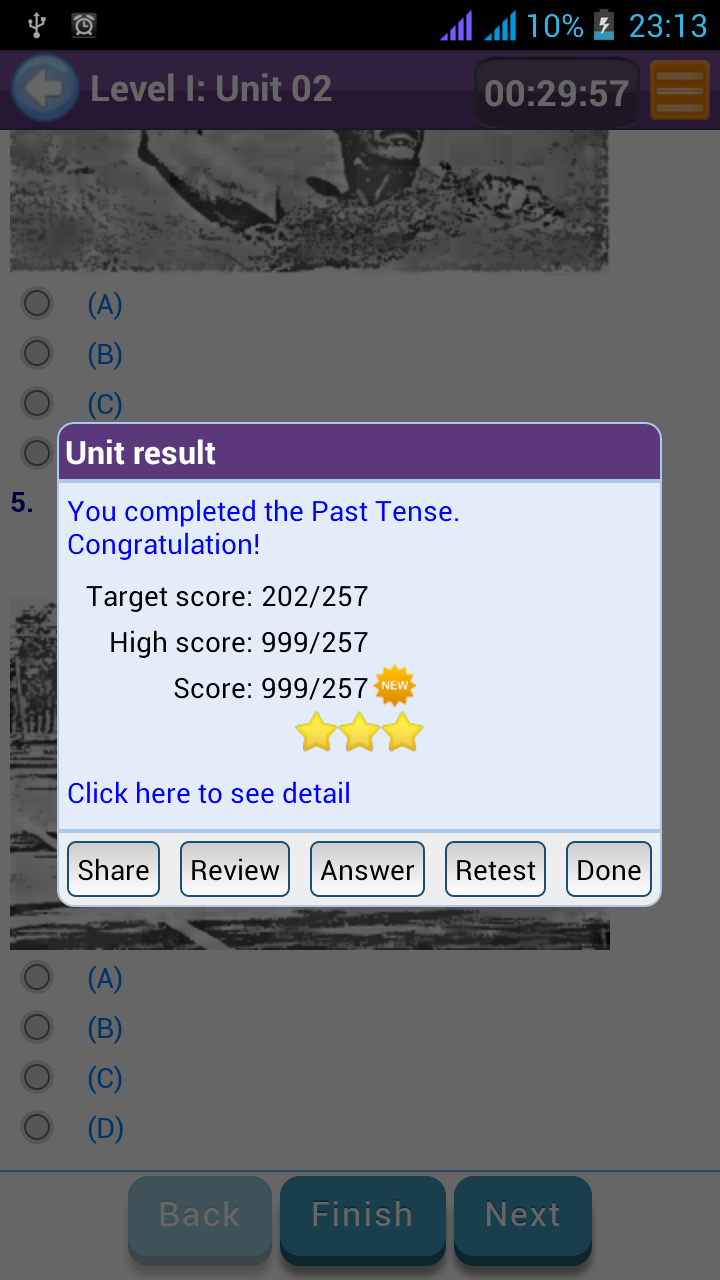 10% 23:13
Level I: Unit 02 00:29:57
(A)
(B)
(C)
Unit result
5.
You completed the Past Tense.
Congratulation!
Target score: 202/257
High score: 999/257
Score: 999/257 NEW
Click here to see detail
Share Review Answer Retest Done
(A)
(B)
(C)
(D)
Back Finish Next